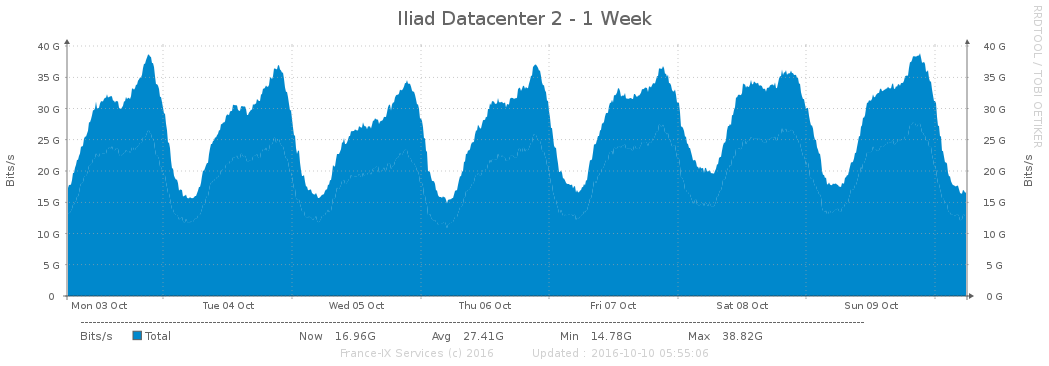 Iliad Datacenter 2 - 1 Week
RRDTOOL / TOBI OETIKER
Bits/s
40 G 40 G
35 G 35 G
30 G 30 G
25 G 25 G
20 G 20 G
15 G 15 G
10 G 10 G
5 G 5 G
0 0 G
Bits/s
Mon 03 Oct Tue 04 Oct Wed 05 Oct Thu 06 Oct Fri 07 Oct Sat 08 Oct Sun 09 Oct
Bits/s Total Now 16.96G Avg 27.41G Min 14.78G Max 38.82G
France-IX Services (c) 2016 Updated : 2016-10-10 05:55:06